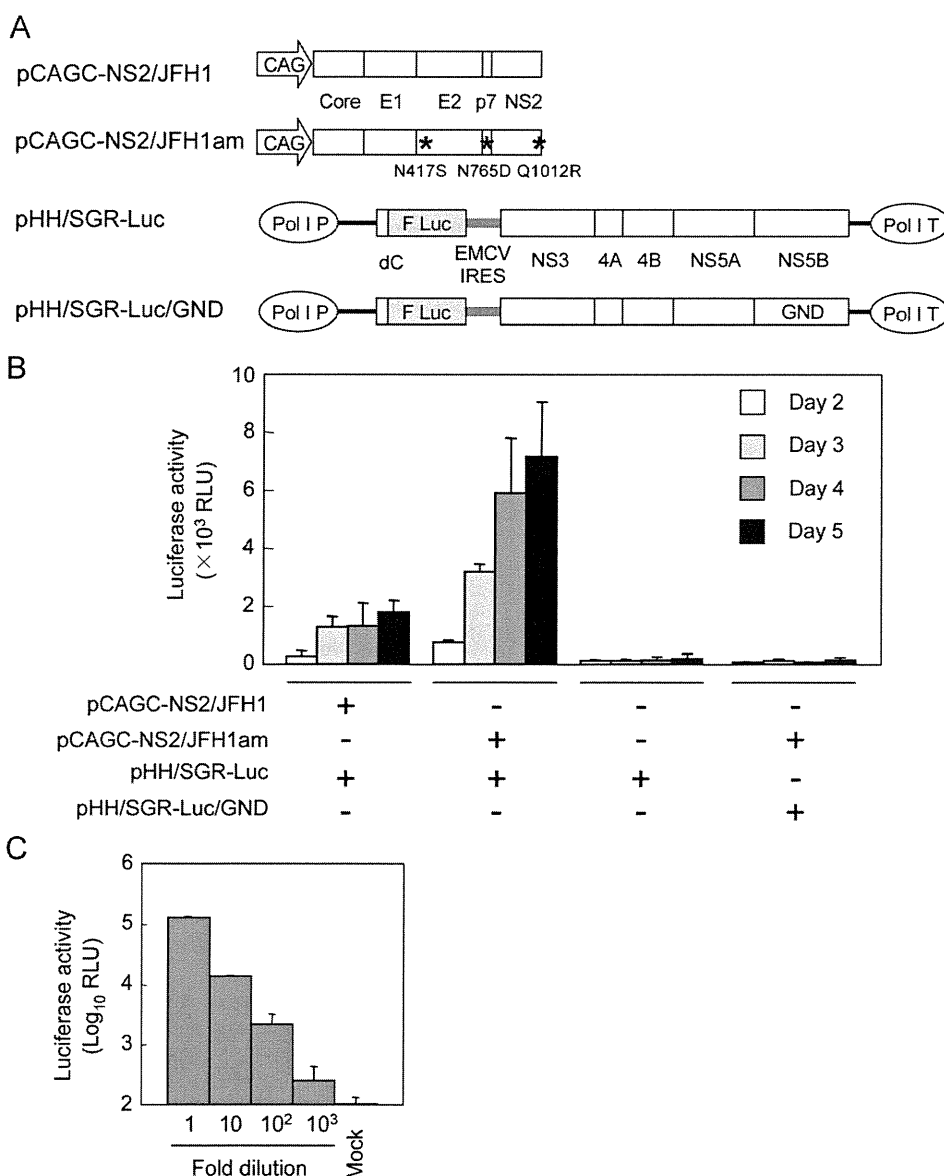 A
pCAGC-NS2/JFH1
CAG
Core E1 E2 p7 NS2
pCAGC-NS2/JFH1am
CAG
* * *
N417S N765D Q1012R
pHH/SGR-Luc
Pol I P F Luc Pol I T
dC EMCV IRES NS3 4A 4B NS5A NS5B
pHH/SGR-Luc/GND
Pol I P F Luc GND Pol I T
B
Luciferase activity
(×10³ RLU)
10
8
6
4
2
0
Day 2
Day 3
Day 4
Day 5
pCAGC-NS2/JFH1 + - - -
pCAGC-NS2/JFH1am - + - +
pHH/SGR-Luc + + + -
pHH/SGR-Luc/GND - - - +
C
Luciferase activity
(Log₁₀ RLU)
6
5
4
3
2
1 10 10² 10³ Mock
Fold dilution